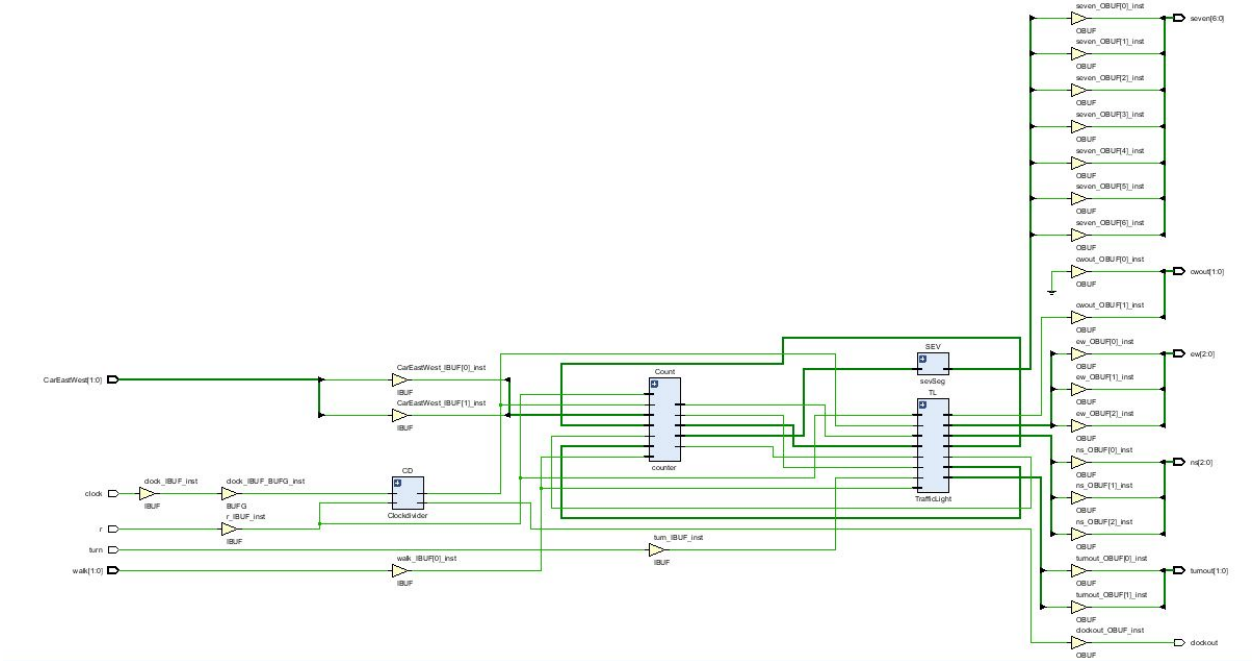 seven_OBUF[0]_inst
seven[6:0]
OBUF
seven_OBUF[1]_inst
OBUF
seven_OBUF[2]_inst
OBUF
seven_OBUF[3]_inst
OBUF
seven_OBUF[4]_inst
OBUF
seven_OBUF[5]_inst
OBUF
seven_OBUF[6]_inst
OBUF
cwout_OBUF[0]_inst
cwout[1:0]
OBUF
cwout_OBUF[1]_inst
OBUF
ew_OBUF[0]_inst
ew[2:0]
OBUF
ew_OBUF[1]_inst
OBUF
ew_OBUF[2]_inst
OBUF
ns_OBUF[0]_inst
ns[2:0]
OBUF
ns_OBUF[1]_inst
OBUF
ns_OBUF[2]_inst
OBUF
turnout_OBUF[0]_inst
turnout[1:0]
OBUF
turnout_OBUF[1]_inst
OBUF
clockout_OBUF_inst
clockout
OBUF
SEV
sevSeg
TL
TrafficLight
Count
counter
CarEastWest[1:0]
CarEastWest_IBUF[0]_inst
IBUF
CarEastWest_IBUF[1]_inst
IBUF
CD
Clockdivider
clock
clock_IBUF_inst
IBUF
clock_IBUF_BUFG_inst
BUFG
r
r_IBUF_inst
IBUF
turn
turn_IBUF_inst
IBUF
walk[1:0]
walk_IBUF[0]_inst
IBUF